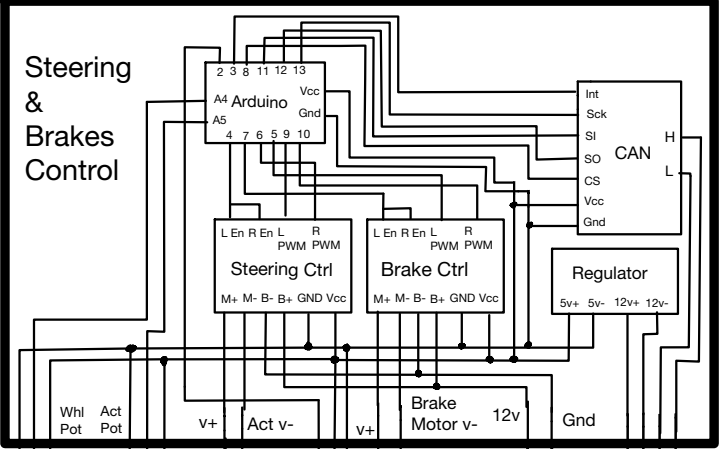 Steering
&
Brakes
Control
2 3 8 11 12 13
A4 Arduino Vcc
A5 Gnd
4 7 6 5 9 10
Int
Sck
SI
SO
CS
Vcc
Gnd
CAN
H
L
L En R En L PWM R PWM
Steering Ctrl
M+ M- B- B+ GND Vcc
L En R En L PWM R PWM
Brake Ctrl
M+ M- B- B+ GND Vcc
Regulator
5v+ 5v- 12v+ 12v-
Whl
Pot
Act
Pot
v+ Act v-
v+
Brake
Motor v-
12v
Gnd